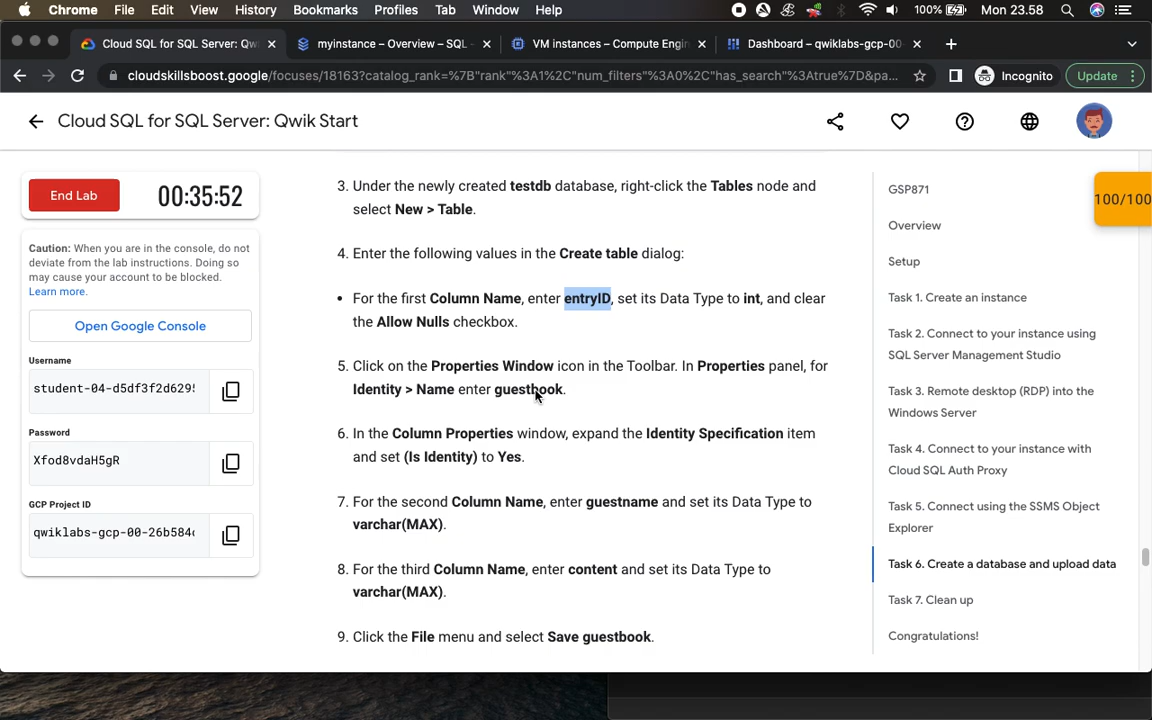 Chrome File Edit View History Bookmarks Profiles Tab Window Help 100% Mon 23.58
Cloud SQL for SQL Server: Qw
myinstance – Overview – SQL
VM instances – Compute Engin
Dashboard – qwiklabs-gcp-00
cloudskillsboost.google/focuses/18163?catalog_rank=%7B"rank"%3A1%2C"num_filters"%3A0%2C"has_search"%3Atrue%7D&pa... Incognito Update
Cloud SQL for SQL Server: Qwik Start
End Lab 00:35:52
Caution: When you are in the console, do not
deviate from the lab instructions. Doing so
may cause your account to be blocked.
Learn more.
Open Google Console
Username
student-04-d5df3f2d629
Password
Xfod8vdaH5gR
GCP Project ID
qwiklabs-gcp-00-26b584
3. Under the newly created testdb database, right-click the Tables node and
select New > Table.
4. Enter the following values in the Create table dialog:
• For the first Column Name, enter entryID, set its Data Type to int, and clear
the Allow Nulls checkbox.
5. Click on the Properties Window icon in the Toolbar. In Properties panel, for
Identity > Name enter guestbook.
6. In the Column Properties window, expand the Identity Specification item
and set (Is Identity) to Yes.
7. For the second Column Name, enter guestname and set its Data Type to
varchar(MAX).
8. For the third Column Name, enter content and set its Data Type to
varchar(MAX).
9. Click the File menu and select Save guestbook.
GSP871
100/100
Overview
Setup
Task 1. Create an instance
Task 2. Connect to your instance using
SQL Server Management Studio
Task 3. Remote desktop (RDP) into the
Windows Server
Task 4. Connect to your instance with
Cloud SQL Auth Proxy
Task 5. Connect using the SSMS Object
Explorer
Task 6. Create a database and upload data
Task 7. Clean up
Congratulations!